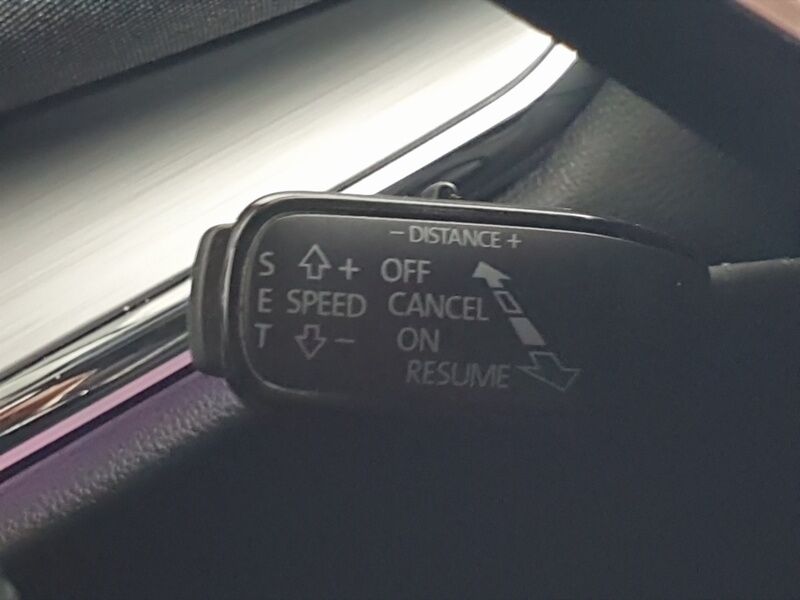 - DISTANCE +
S + OFF
E SPEED CANCEL
T - ON
RESUME